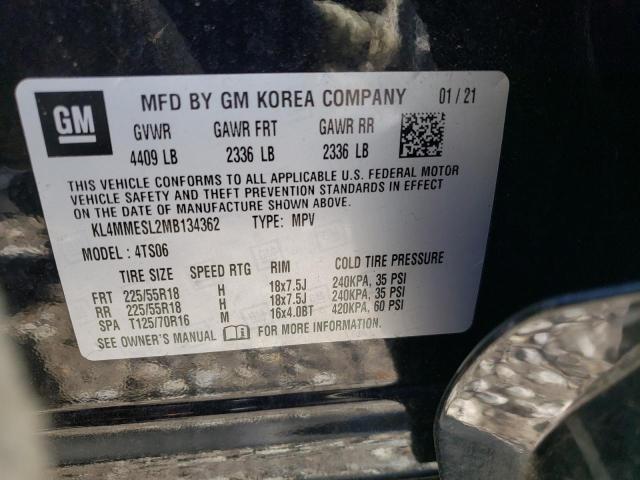 GM MFD BY GM KOREA COMPANY 01/21
GVWR GAWR FRT GAWR RR
4409 LB 2336 LB 2336 LB
THIS VEHICLE CONFORMS TO ALL APPLICABLE U.S. FEDERAL MOTOR
VEHICLE SAFETY AND THEFT PREVENTION STANDARDS IN EFFECT
ON THE DATE OF MANUFACTURE SHOWN ABOVE.
KL4MMESL2MB134362 TYPE: MPV
MODEL: 4TS06
TIRE SIZE SPEED RTG RIM COLD TIRE PRESSURE
FRT 225/55R18 H 18x7.5J 240KPA, 35 PSI
RR 225/55R18 H 18x7.5J 240KPA, 35 PSI
SPA T125/70R16 M 16x4.0BT 420KPA, 60 PSI
SEE OWNER'S MANUAL FOR MORE INFORMATION